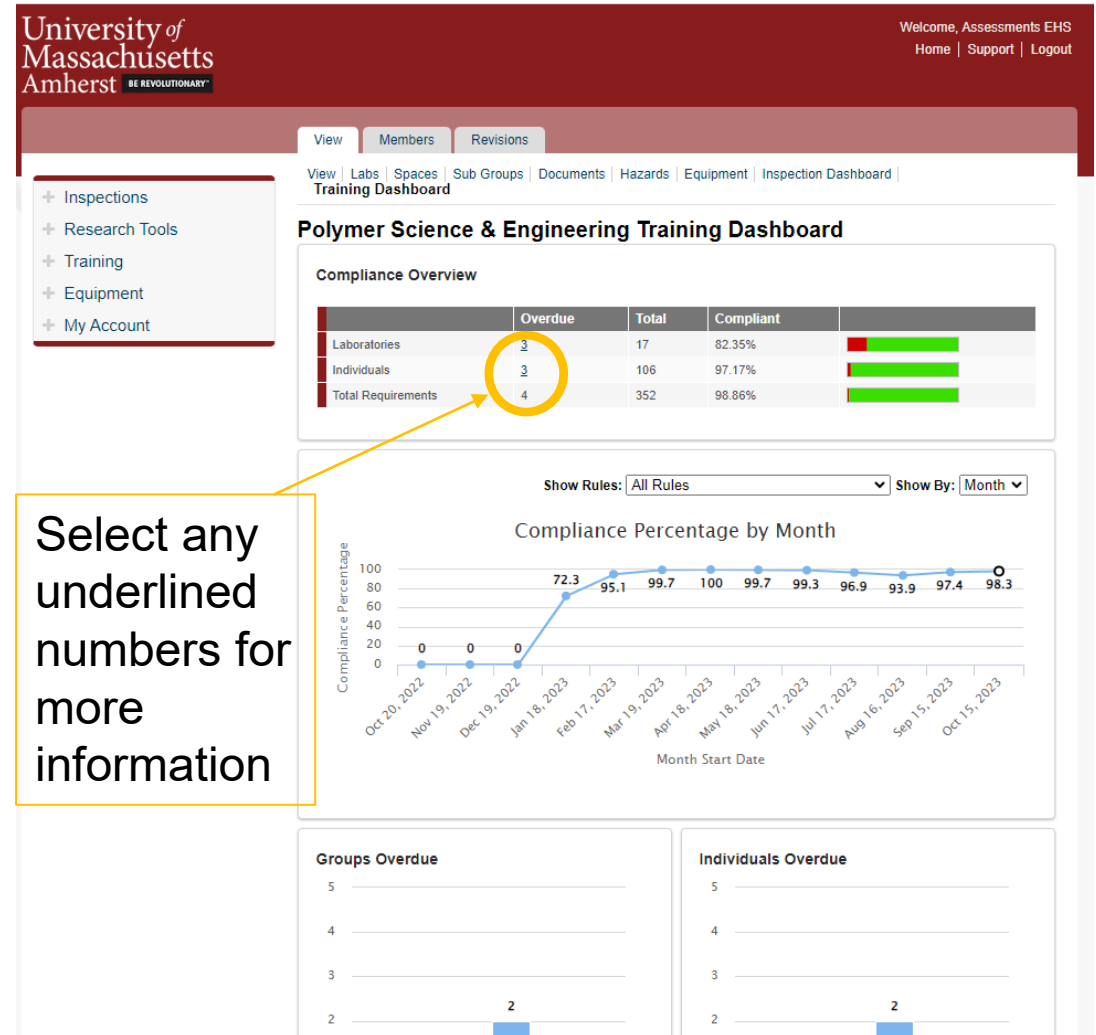 University of
Massachusetts
Amherst BE REVOLUTIONARY™
Welcome, Assessments EHS
Home | Support | Logout
View Members Revisions
View | Labs | Spaces | Sub Groups | Documents | Hazards | Equipment | Inspection Dashboard |
Training Dashboard
Inspections
Research Tools
Training
Equipment
My Account
Polymer Science & Engineering Training Dashboard
Compliance Overview
Overdue Total Compliant
Laboratories 3 17 82.35%
Individuals 3 106 97.17%
Total Requirements 4 352 98.86%
Select any
underlined
numbers for
more
information
Show Rules: All Rules Show By: Month
Compliance Percentage by Month
Compliance Percentage
100
80
60
40
20
0
0 0 0 72.3 95.1 99.7 100 99.7 99.3 96.9 93.9 97.4 98.3
Oct 20, 2022 Nov 19, 2022 Dec 19, 2022 Jan 18, 2023 Feb 17, 2023 Mar 19, 2023 Apr 18, 2023 May 18, 2023 Jun 17, 2023 Jul 17, 2023 Aug 16, 2023 Sep 15, 2023 Oct 15, 2023
Month Start Date
Groups Overdue
5
4
3
2
2
Individuals Overdue
5
4
3
2
2